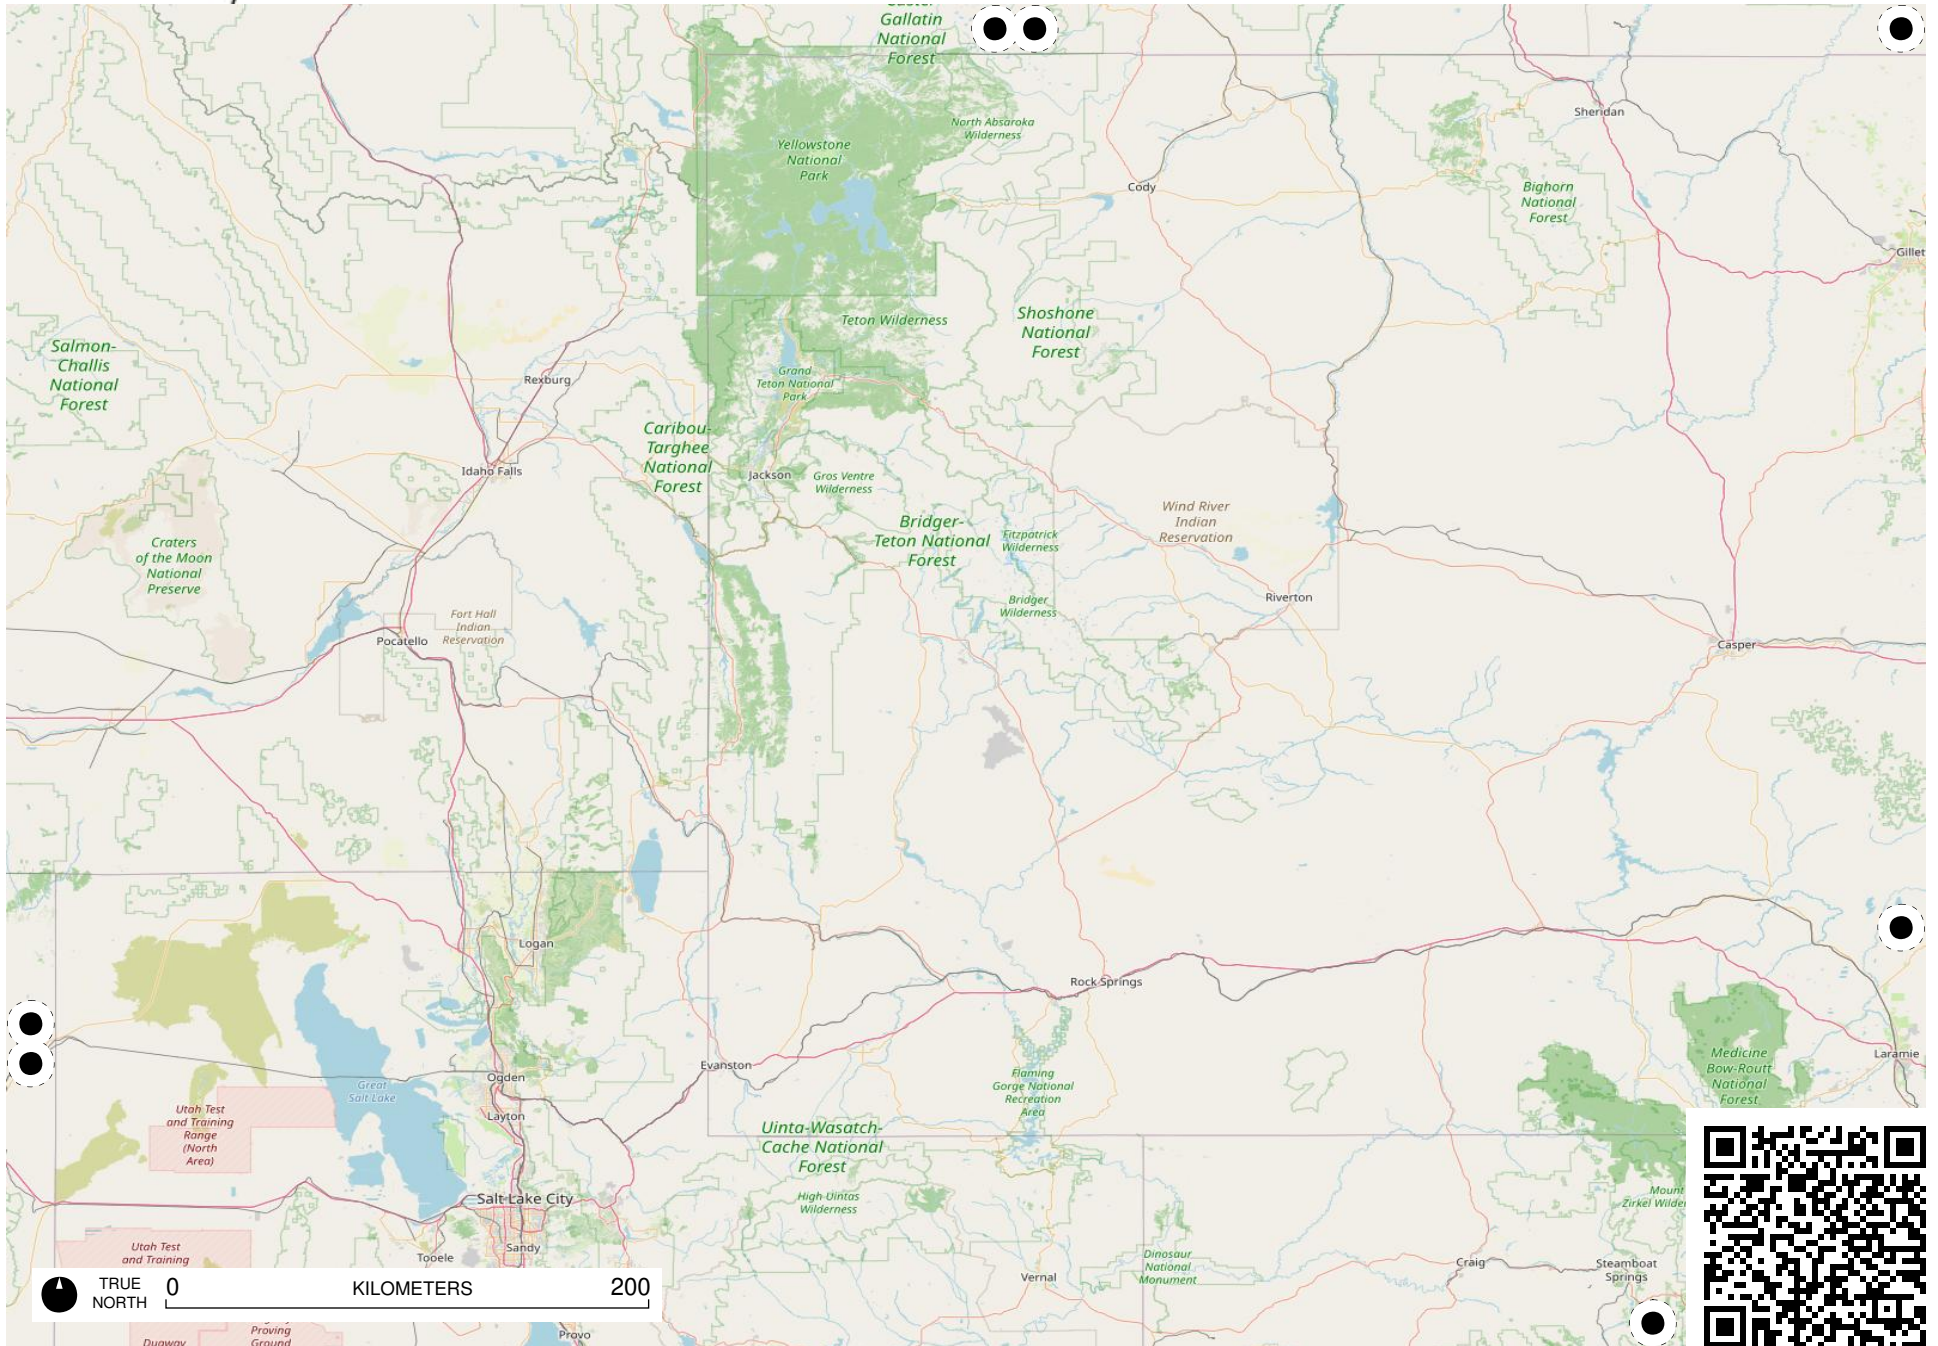 Gallatin
National
Forest
North Absaroka
Wilderness
Yellowstone
National
Park
Sheridan
Cody
Bighorn
National
Forest
Gillet
Teton Wilderness
Shoshone
National
Forest
Salmon-
Challis
National
Forest
Rexburg
Grand
Teton National
Park
Caribou-
Targhee
National
Forest
Idaho Falls
Jackson
Gros Ventre
Wilderness
Bridger-
Teton National
Forest
Fitzpatrick
Wilderness
Wind River
Indian
Reservation
Craters
of the Moon
National
Preserve
Bridger
Wilderness
Riverton
Fort Hall
Indian
Reservation
Pocatello
Casper
Logan
Rock Springs
Evanston
Ogden
Great
Salt Lake
Layton
Flaming
Gorge National
Recreation
Area
Medicine
Bow-Routt
National
Forest
Laramie
Utah Test
and Training
Range
(North
Area)
Uinta-Wasatch-
Cache National
Forest
High Uintas
Wilderness
Mount
Zirkel Wilder
Salt Lake City
Sandy
Tooele
Utah Test
and Training
Vernal
Dinosaur
National
Monument
Craig
Steamboat
Springs
TRUE
NORTH
0 KILOMETERS 200
Proving
Ground
Dugway
Provo